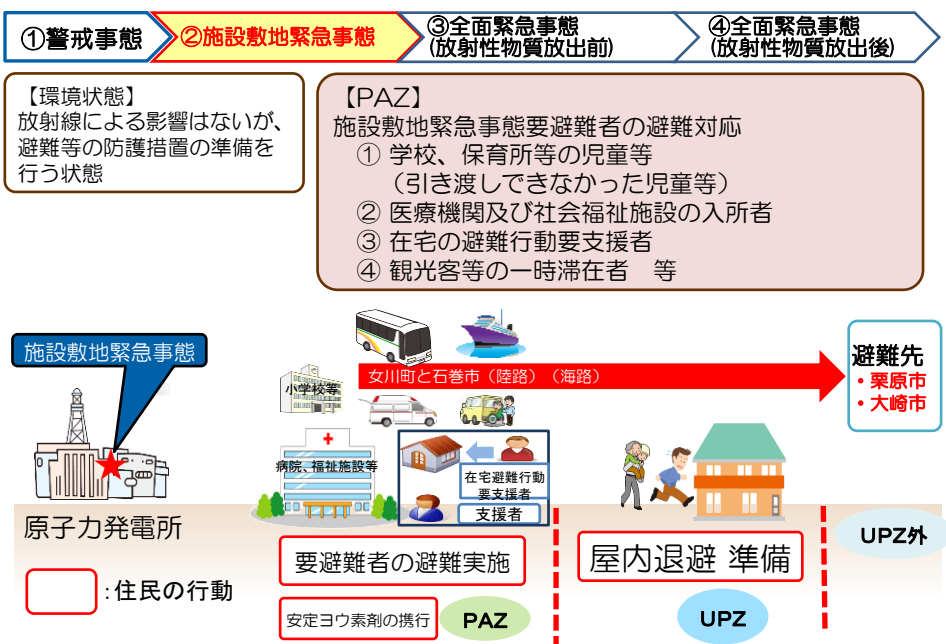 ①警戒事態
②施設敷地緊急事態
③全面緊急事態
(放射性物質放出前)
④全面緊急事態
(放射性物質放出後)
【環境状態】
放射線による影響はないが、
避難等の防護措置の準備を
行う状態
【PAZ】
施設敷地緊急事態要避難者の避難対応
① 学校、保育所等の児童等
（引き渡しできなかった児童等）
② 医療機関及び社会福祉施設の入所者
③ 在宅の避難行動要支援者
④ 観光客等の一時滞在者　等
施設敷地緊急事態
女川町と石巻市（陸路）（海路）
避難先
・栗原市
・大崎市
小学校等
病院、福祉施設等
在宅避難行動
要支援者
支援者
原子力発電所
要避難者の避難実施
屋内退避 準備
UPZ外
:住民の行動
安定ヨウ素剤の携行
PAZ
UPZ